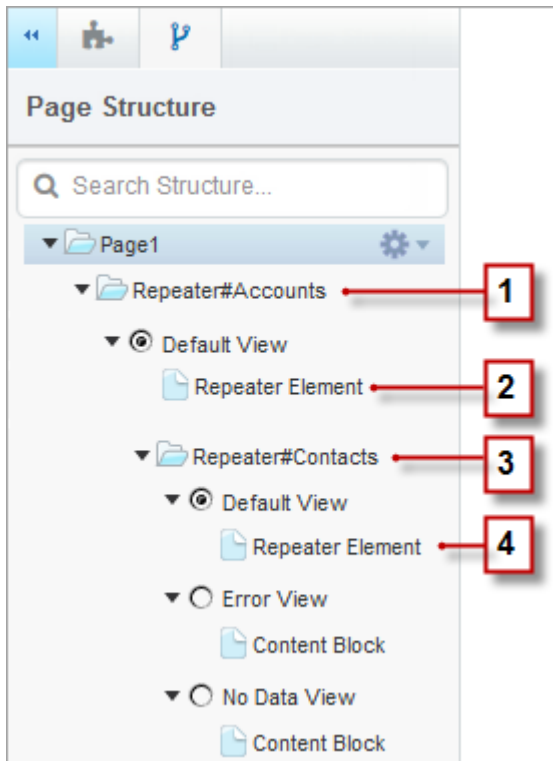 Page Structure
Search Structure...
Page1
Repeater#Accounts
1
Default View
Repeater Element
2
Repeater#Contacts
3
Default View
Repeater Element
4
Error View
Content Block
No Data View
Content Block